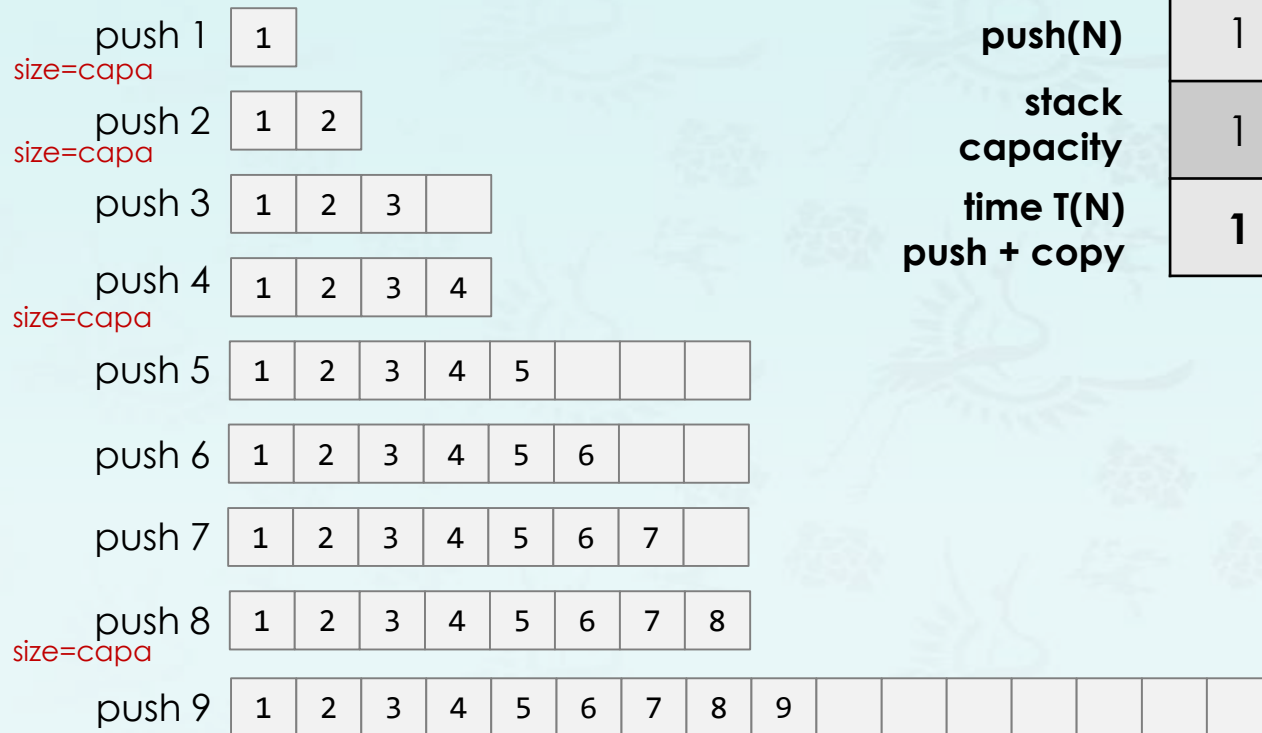 push 1 1
size=capa
push 2 1 2
size=capa
push 3 1 2 3
push 4 1 2 3 4
size=capa
push 5 1 2 3 4 5
push 6 1 2 3 4 5 6
push 7 1 2 3 4 5 6 7
push 8 1 2 3 4 5 6 7 8
size=capa
push 9 1 2 3 4 5 6 7 8 9
push(N) 1
stack
capacity 1
time T(N)
push + copy 1